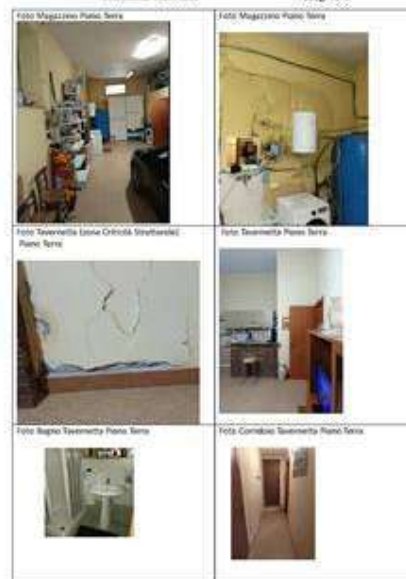 Foto Magazzino Piano Terra
Foto Magazzino Piano Terra
Foto Tavernetta (zona Criticità Strutturale)
Piano Terra
Foto Tavernetta Piano Terra
Foto Bagno Tavernetta Piano Terra
Foto Corridoio Tavernetta Piano Terra